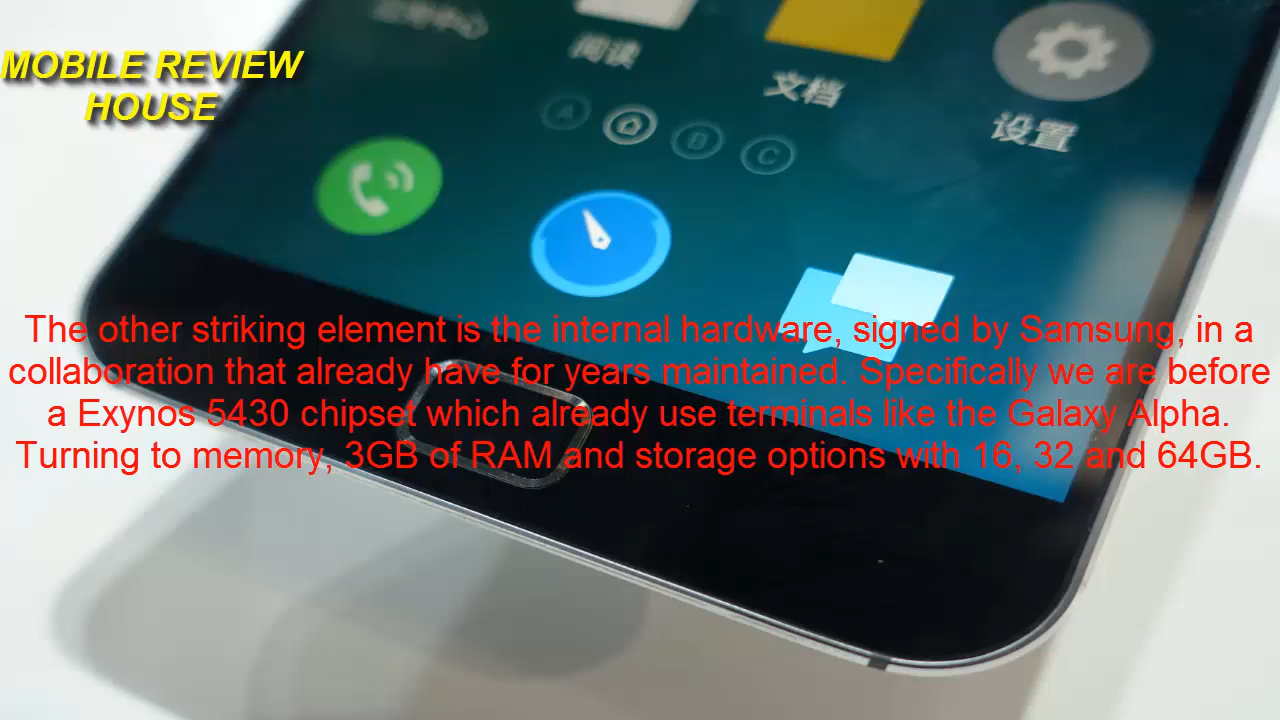 MOBILE REVIEW
HOUSE
阅读
文档
设置
A
B
C
The other striking element is the internal hardware, signed by Samsung, in a
collaboration that already have for years maintained. Specifically we are before
a Exynos 5430 chipset which already use terminals like the Galaxy Alpha.
Turning to memory, 3GB of RAM and storage options with 16, 32 and 64GB.